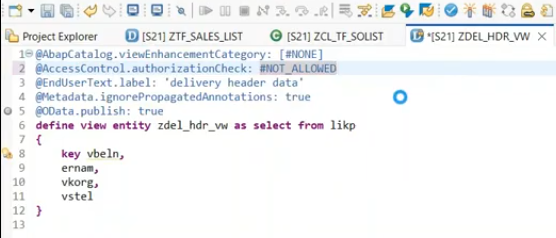 Project Explorer
[S21] ZTF_SALES_LIST
[S21] ZCL_TF_SOLIST
*[S21] ZDEL_HDR_VW
1 @AbapCatalog.viewEnhancementCategory: [#NONE]
2 @AccessControl.authorizationCheck: #NOT_ALLOWED
3 @EndUserText.label: 'delivery header data'
4 @Metadata.ignorePropagatedAnnotations: true
5 @OData.publish: true
6 define view entity zdel_hdr_vw as select from likp
7 {
8 key vbeln,
9 ernam,
10 vkorg,
11 vstel
12 }
13